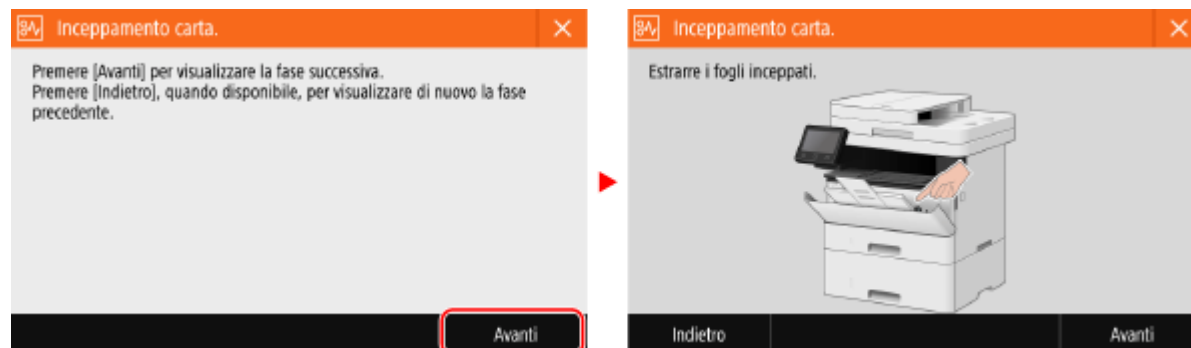 Inceppamento carta.
Premere [Avanti] per visualizzare la fase successiva.
Premere [Indietro], quando disponibile, per visualizzare di nuovo la fase
precedente.
Avanti
Inceppamento carta.
Estrarre i fogli inceppati.
Indietro
Avanti